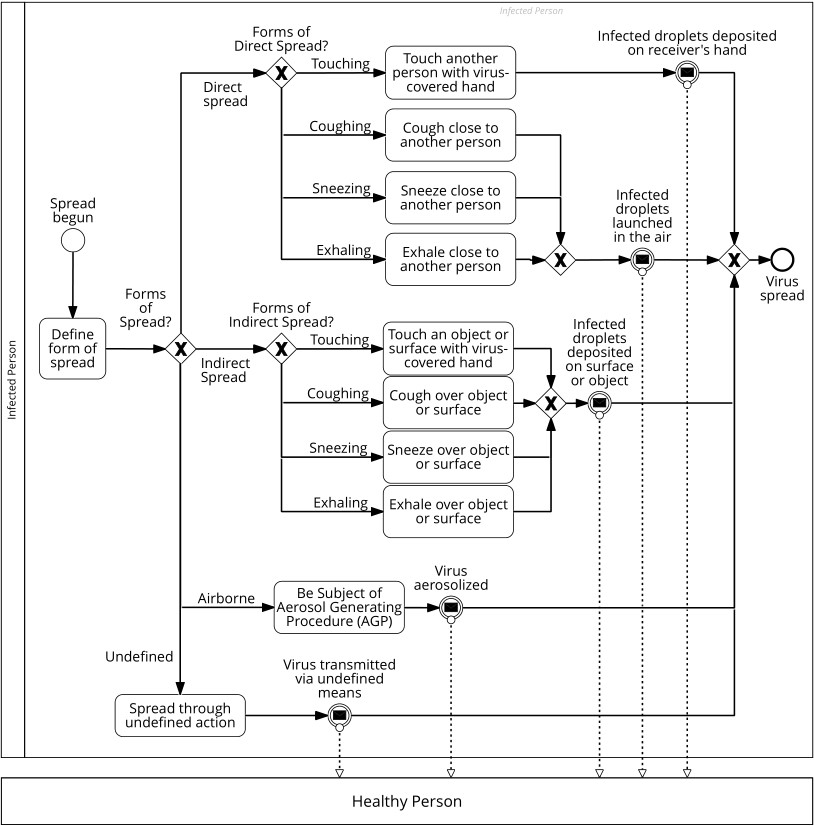 Infected Person
Forms of
Direct Spread?
Infected droplets deposited
on receiver's hand
Touching
Touch another
person with virus-
covered hand
Direct
spread
Coughing
Cough close to
another person
Sneezing
Sneeze close to
another person
Infected
droplets
launched
in the air
Spread
begun
Exhaling
Exhale close to
another person
Virus
spread
Forms
of
Spread?
Forms of
Indirect Spread?
Infected
droplets
deposited
on surface
or object
Define
form of
spread
Touching
Touch an object or
surface with virus-
covered hand
Indirect
Spread
Infected Person
Coughing
Cough over object
or surface
Sneezing
Sneeze over object
or surface
Exhaling
Exhale over object
or surface
Virus
aerosolized
Airborne
Be Subject of
Aerosol Generating
Procedure (AGP)
Undefined
Virus transmitted
via undefined
means
Spread through
undefined action
Healthy Person